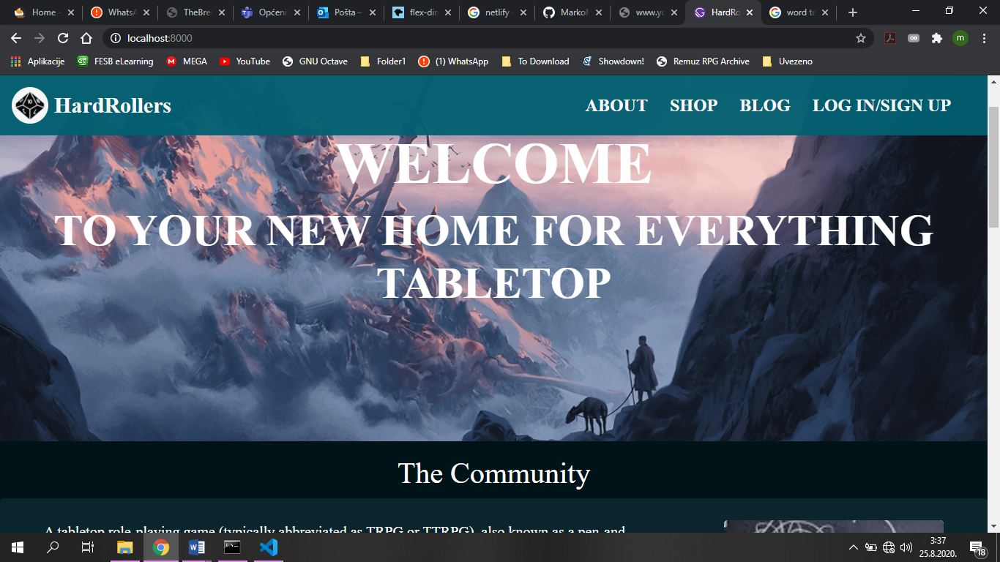 Home -
WhatsA
TheBre
Općeni
Pošta –
flex-dir
netlify
Marko
www.yo
HardRo
word te
localhost:8000
m
Aplikacije
FESB eLearning
MEGA
YouTube
GNU Octave
Folder1
(1) WhatsApp
To Download
Showdown!
Remuz RPG Archive
Uvezeno
HardRollers
ABOUT SHOP BLOG LOG IN/SIGN UP
WELCOME
TO YOUR NEW HOME FOR EVERYTHING
TABLETOP
The Community
A tabletop role-playing game (typically abbreviated as TRPG or TTRPG), also known as a pen-and
3:37
25.8.2020.
18